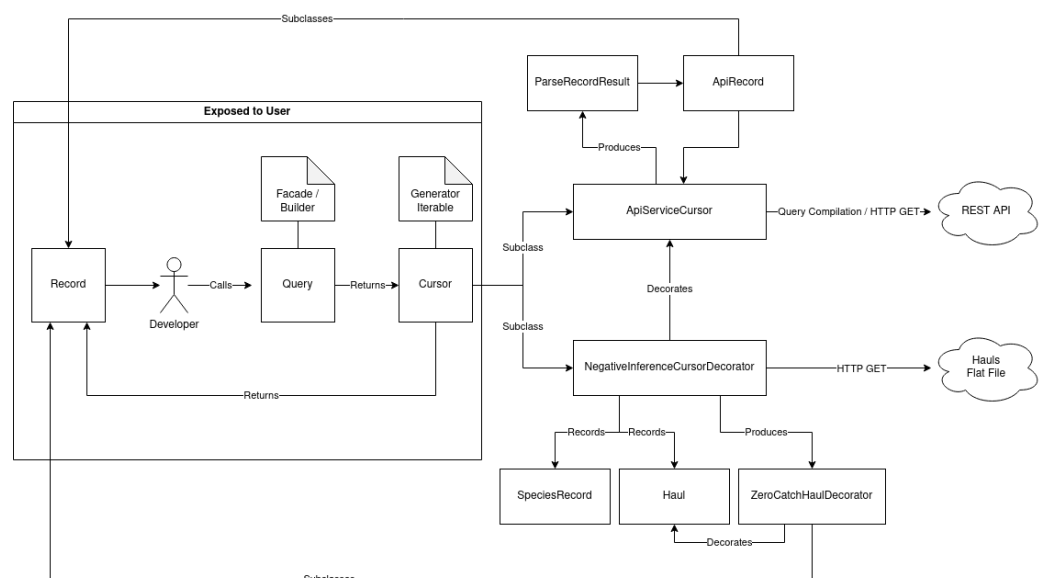 Subclasses
ParseRecordResult
ApiRecord
Exposed to User
Produces
Facade /
Builder
Generator
Iterable
ApiServiceCursor
Query Compilation / HTTP GET
REST API
Subclass
Record
Calls
Query
Returns
Cursor
Decorates
Developer
Subclass
NegativeInferenceCursorDecorator
HTTP GET
Hauls
Flat File
Returns
Records
Records
Produces
SpeciesRecord
Haul
ZeroCatchHaulDecorator
Decorates
Subclasses